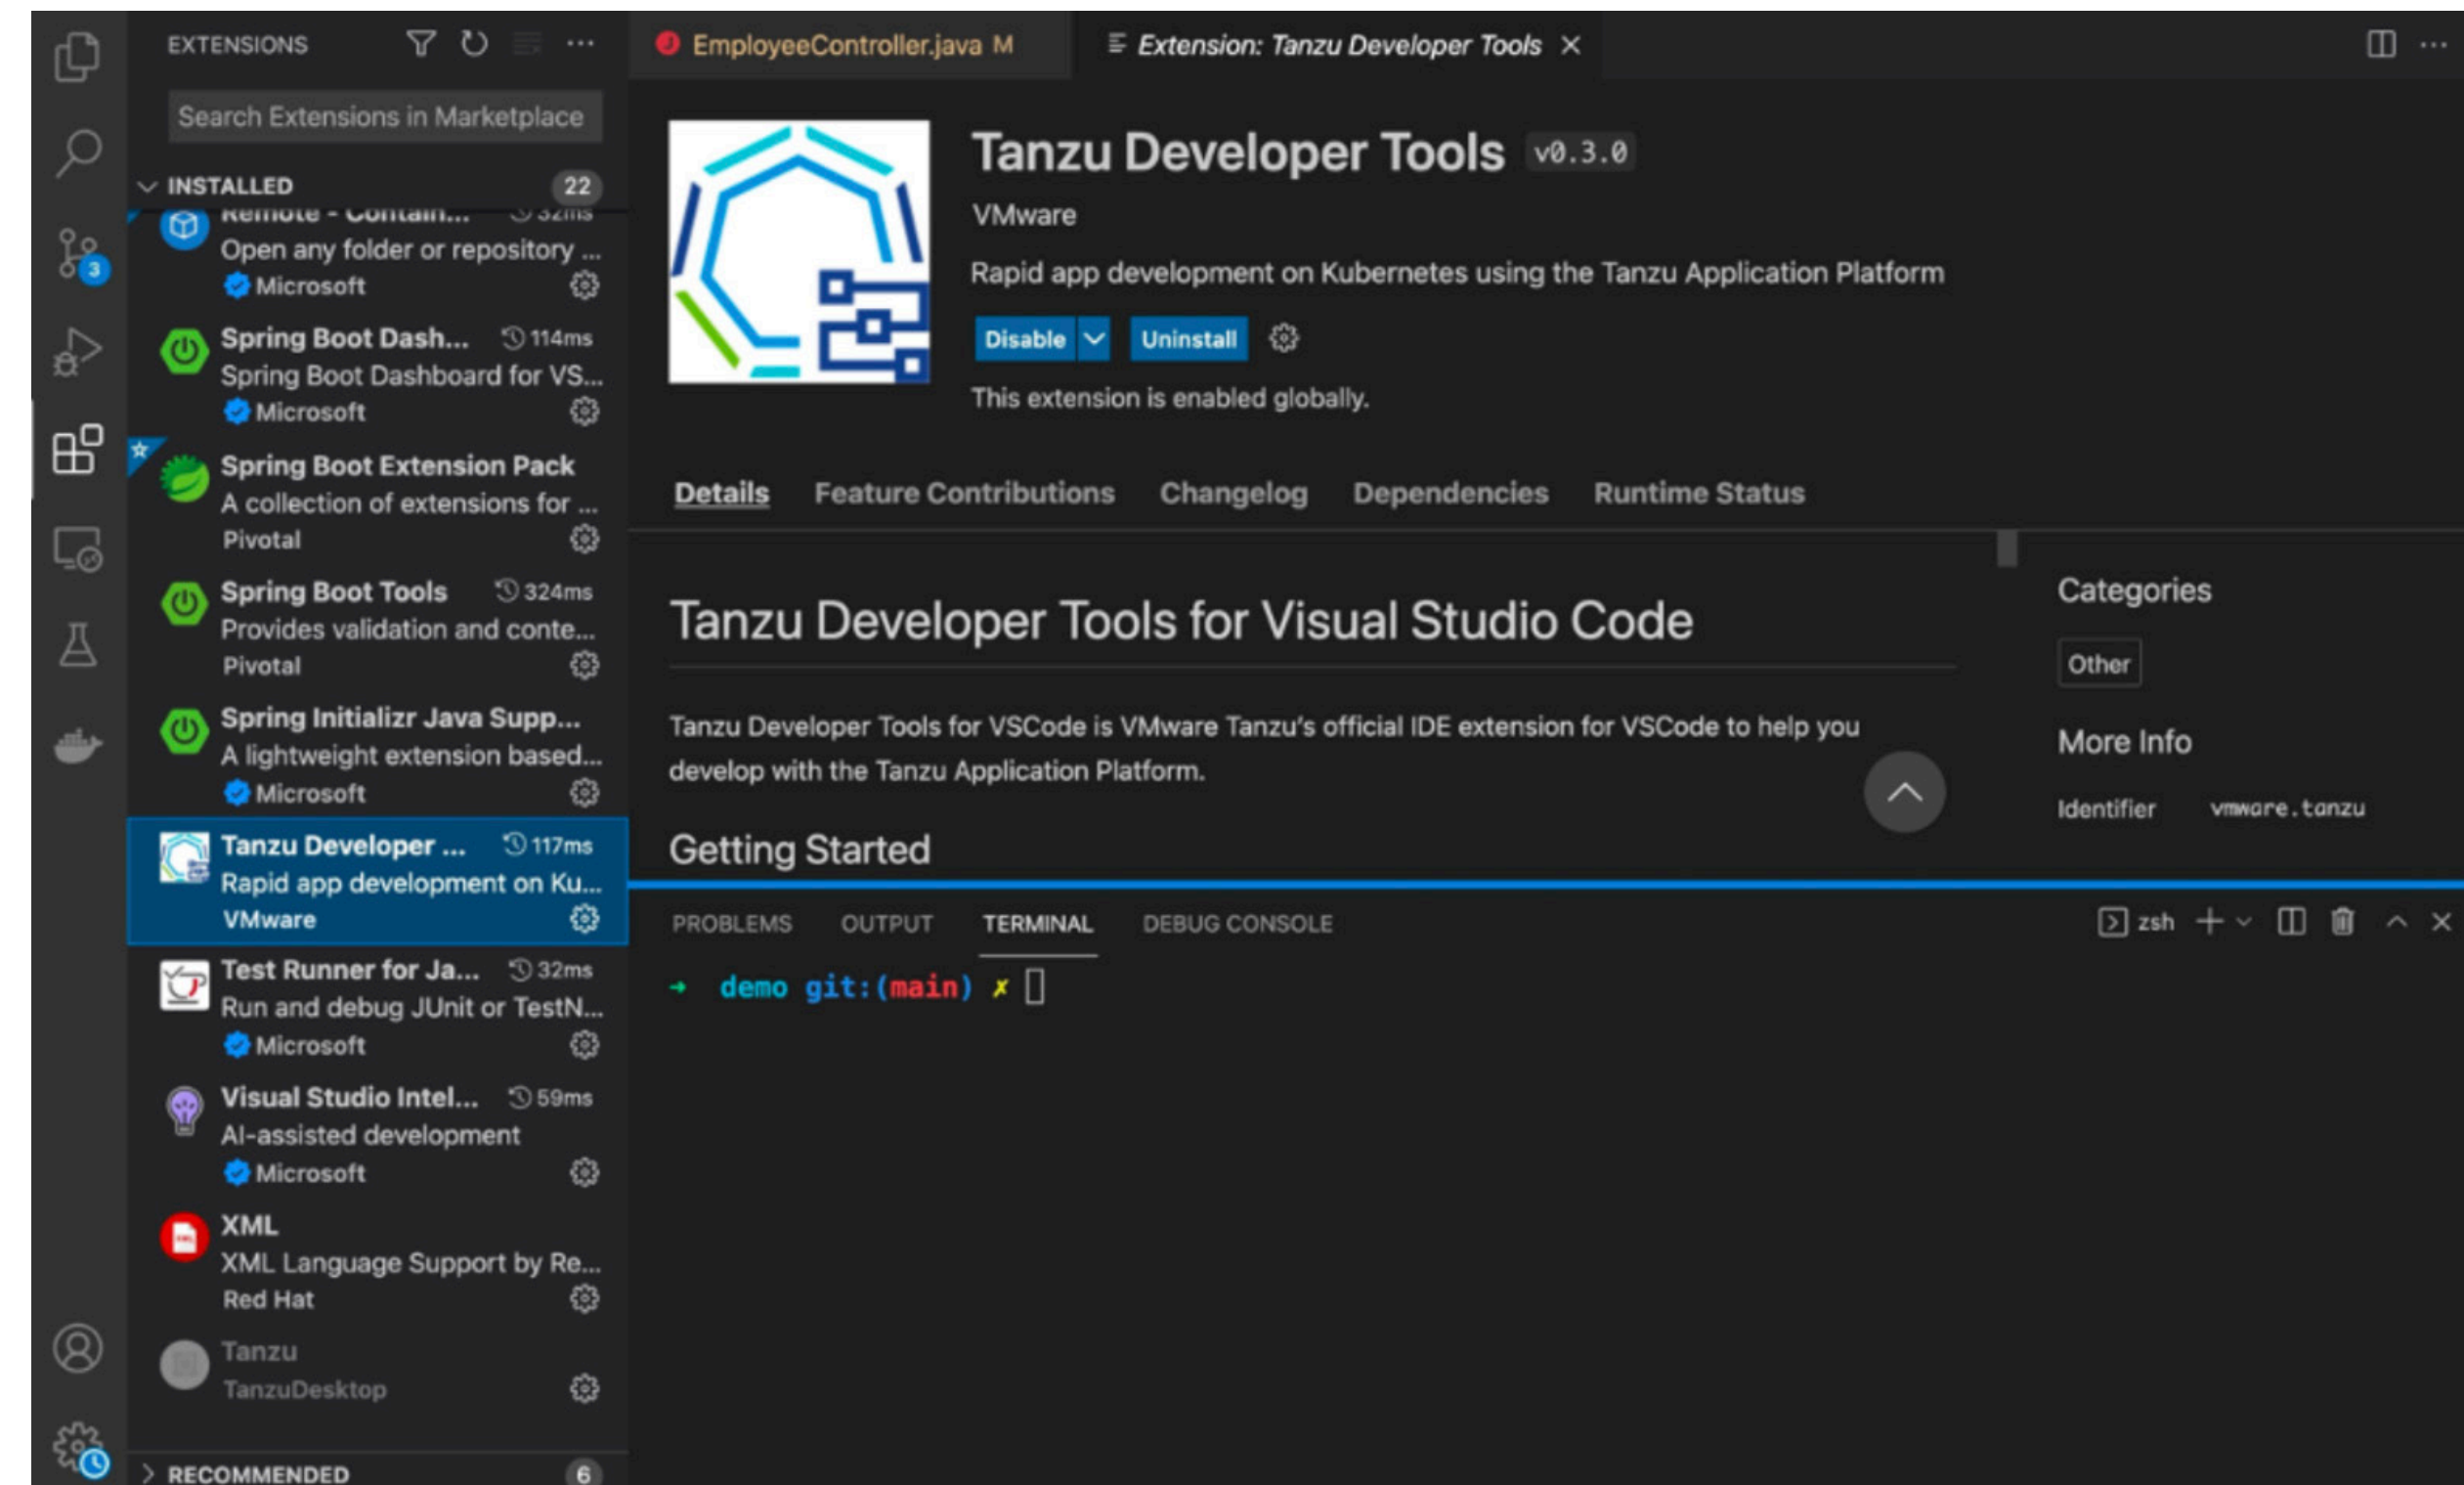 EXTENSIONS
Search Extensions in Marketplace
INSTALLED 22
Remote - Contain... 32ms
Open any folder or repository ...
Microsoft
Spring Boot Dash... 114ms
Spring Boot Dashboard for VS...
Microsoft
Spring Boot Extension Pack
A collection of extensions for ...
Pivotal
Spring Boot Tools 324ms
Provides validation and conte...
Pivotal
Spring Initializr Java Supp...
A lightweight extension based...
Microsoft
Tanzu Developer ... 117ms
Rapid app development on Ku...
VMware
Test Runner for Ja... 32ms
Run and debug JUnit or TestN...
Microsoft
Visual Studio Intel... 59ms
AI-assisted development
Microsoft
XML
XML Language Support by Re...
Red Hat
Tanzu
TanzuDesktop
RECOMMENDED 6
3
J EmployeeController.java M
Extension: Tanzu Developer Tools
Tanzu Developer Tools v0.3.0
VMware
Rapid app development on Kubernetes using the Tanzu Application Platform
Disable Uninstall
This extension is enabled globally.
Details Feature Contributions Changelog Dependencies Runtime Status
Tanzu Developer Tools for Visual Studio Code
Tanzu Developer Tools for VSCode is VMware Tanzu's official IDE extension for VSCode to help you
develop with the Tanzu Application Platform.
Getting Started
Categories
Other
More Info
Identifier vmware.tanzu
PROBLEMS OUTPUT TERMINAL DEBUG CONSOLE zsh
→ demo git:(main) ✗